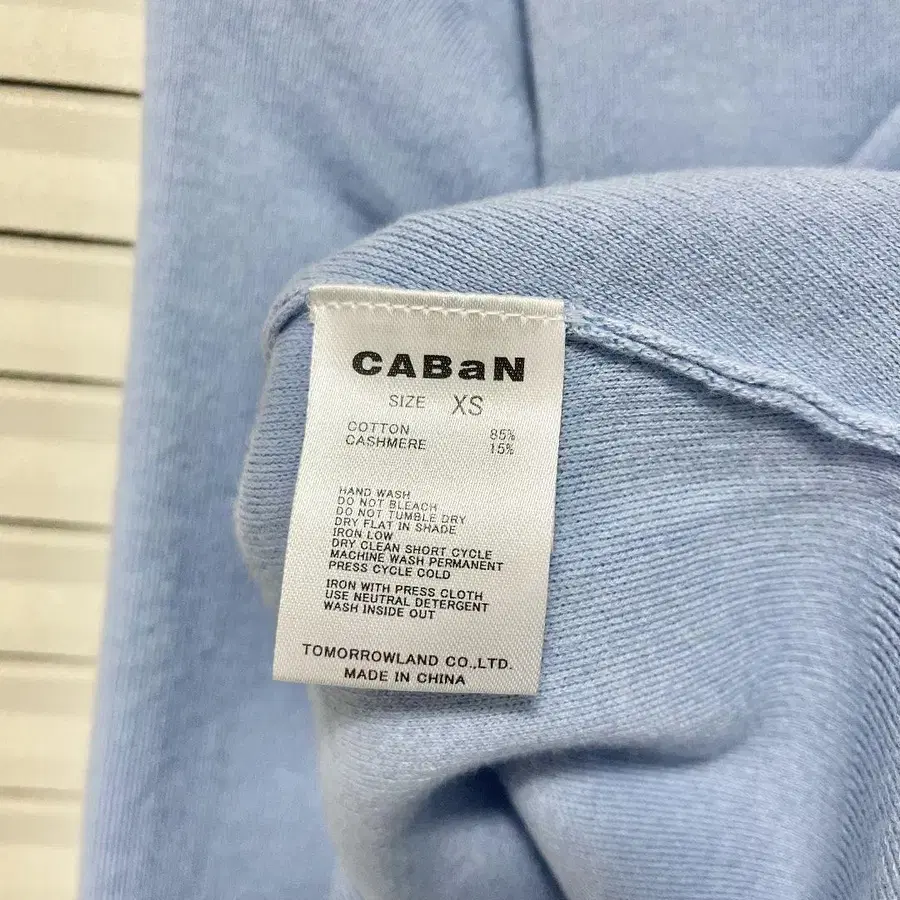 CABaN
SIZE XS
COTTON 85%
CASHMERE 15%
HAND WASH
DO NOT BLEACH
DO NOT TUMBLE DRY
DRY FLAT IN SHADE
IRON LOW
DRY CLEAN SHORT CYCLE
MACHINE WASH PERMANENT
PRESS CYCLE COLD
IRON WITH PRESS CLOTH
USE NEUTRAL DETERGENT
WASH INSIDE OUT
TOMORROWLAND CO.,LTD.
MADE IN CHINA